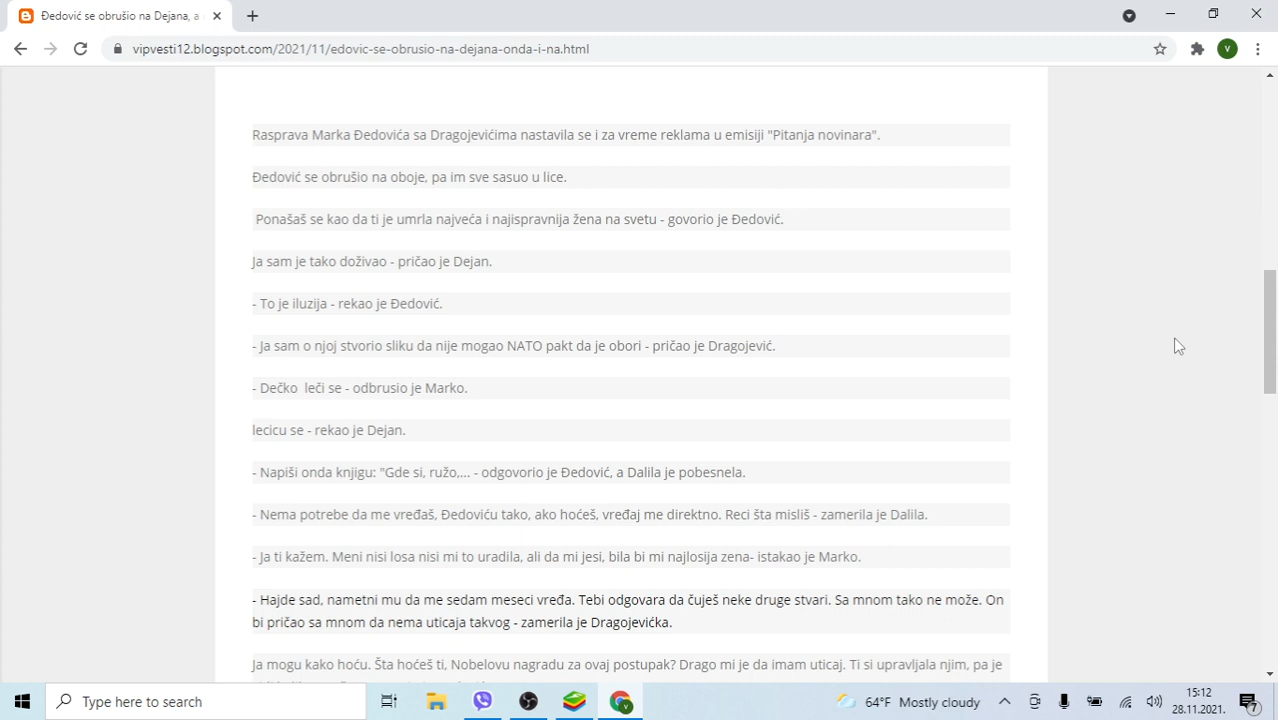 Đedović se obrušio na Dejana, a
vipvesti12.blogspot.com/2021/11/edovic-se-obrusio-na-dejana-onda-i-na.html
V
Rasprava Marka Đedovića sa Dragojevićima nastavila se i za vreme reklama u emisiji "Pitanja novinara".
Đedović se obrušio na oboje, pa im sve sasuo u lice.
Ponašaš se kao da ti je umrla najveća i najispravnija žena na svetu - govorio je Đedović.
Ja sam je tako doživao - pričao je Dejan.
- To je iluzija - rekao je Đedović.
- Ja sam o njoj stvorio sliku da nije mogao NATO pakt da je obori - pričao je Dragojević.
- Dečko  leči se - odbrusio je Marko.
lecicu se - rekao je Dejan.
- Napiši onda knjigu: "Gde si, ružo,... - odgovorio je Đedović, a Dalila je pobesnela.
- Nema potrebe da me vređaš, Đedoviću tako, ako hoćeš, vređaj me direktno. Reci šta misliš - zamerila je Dalila.
- Ja ti kažem. Meni nisi losa nisi mi to uradila, ali da mi jesi, bila bi mi najlosija zena- istakao je Marko.
- Hajde sad, nametni mu da me sedam meseci vređa. Tebi odgovara da čuješ neke druge stvari. Sa mnom tako ne može. On
bi pričao sa mnom da nema uticaja takvog - zamerila je Dragojevićka.
Ja mogu kako hoću. Šta hoćeš ti, Nobelovu nagradu za ovaj postupak? Drago mi je da imam uticaj. Ti si upravljala njim, pa je
Type here to search
V
64°F Mostly cloudy
15:12
28.11.2021.
7